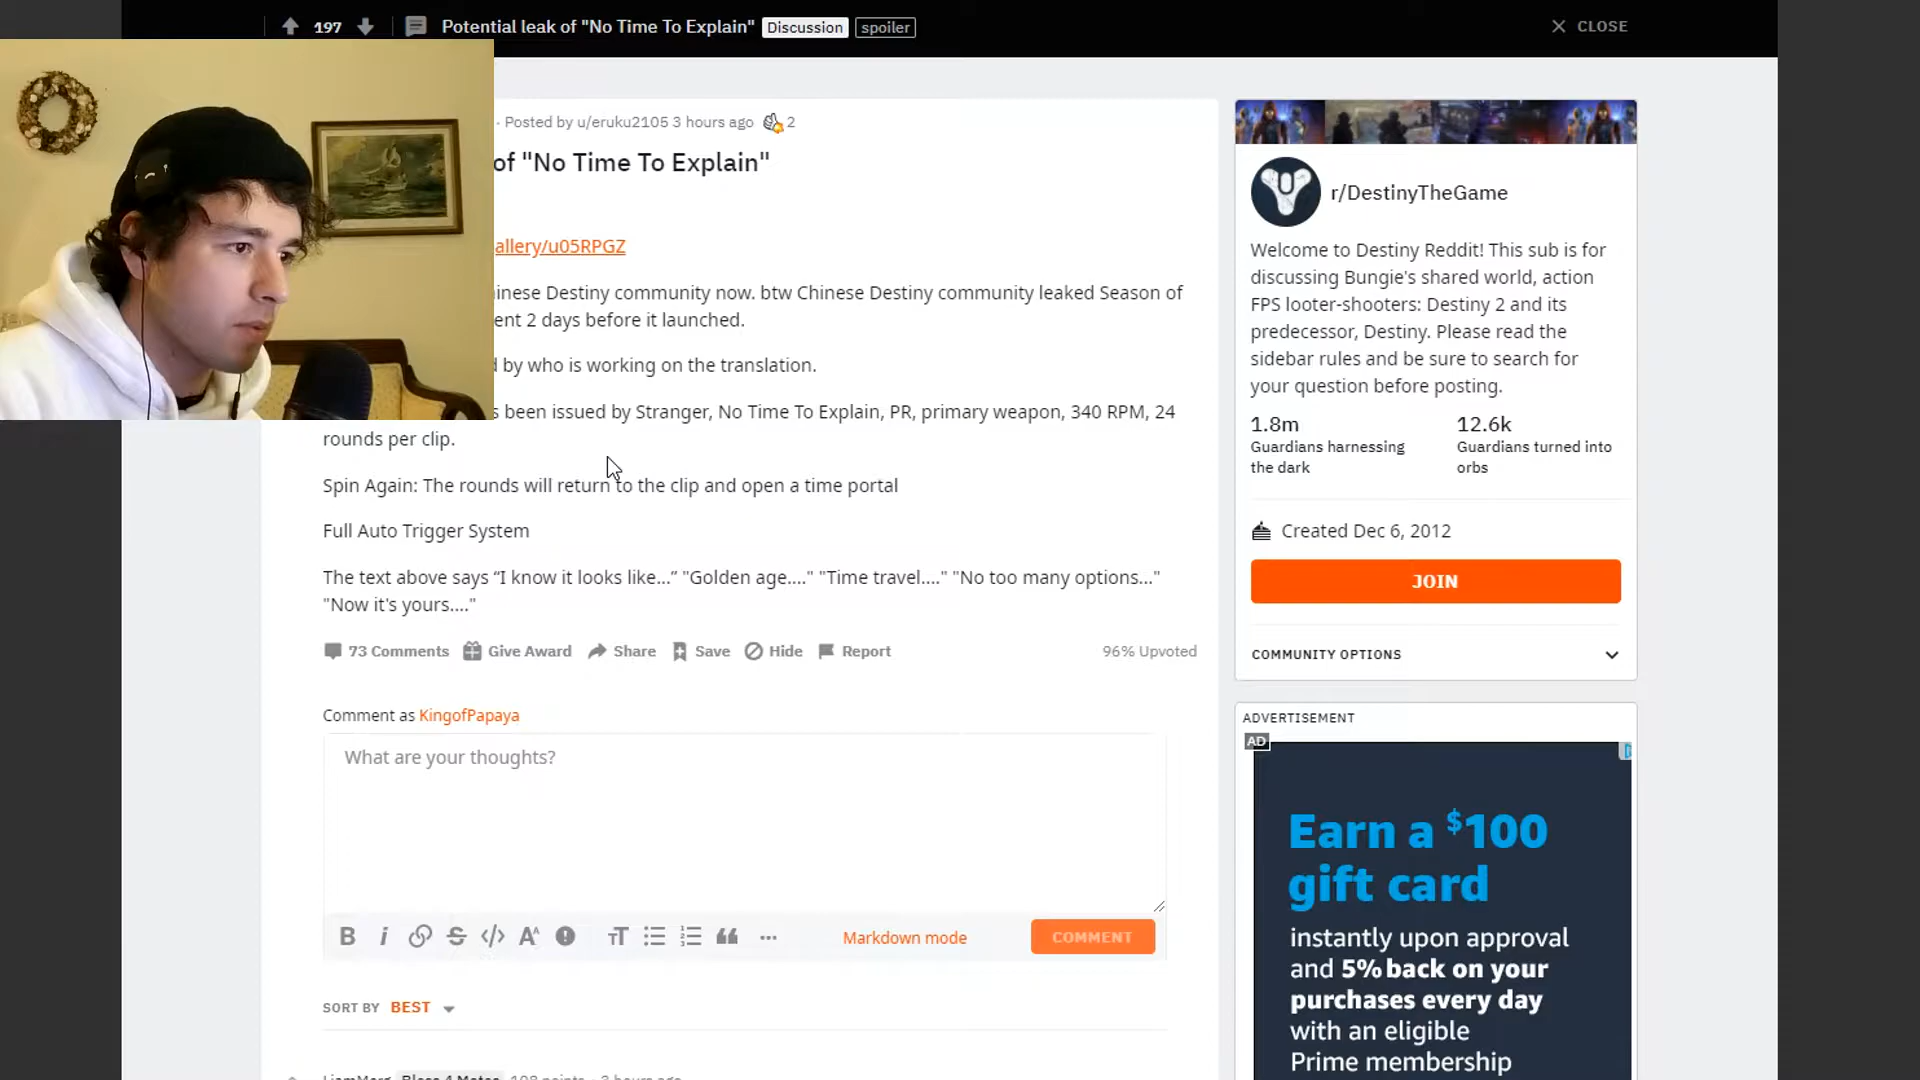 197
Potential leak of "No Time To Explain"
Discussion
spoiler
CLOSE
· Posted by u/eruku2105 3 hours ago
2
of "No Time To Explain"
allery/u05RPGZ
inese Destiny community now. btw Chinese Destiny community leaked Season of
ent 2 days before it launched.
by who is working on the translation.
s been issued by Stranger, No Time To Explain, PR, primary weapon, 340 RPM, 24
rounds per clip.
Spin Again: The rounds will return to the clip and open a time portal
Full Auto Trigger System
The text above says “I know it looks like...” "Golden age...." "Time travel...." "No too many options..."
"Now it's yours...."
73 Comments
Give Award
Share
Save
Hide
Report
96% Upvoted
Comment as KingofPapaya
What are your thoughts?
Markdown mode
COMMENT
SORT BY BEST
3 hours ago
r/DestinyTheGame
Welcome to Destiny Reddit! This sub is for
discussing Bungie's shared world, action
FPS looter-shooters: Destiny 2 and its
predecessor, Destiny. Please read the
sidebar rules and be sure to search for
your question before posting.
1.8m
Guardians harnessing
the dark
12.6k
Guardians turned into
orbs
Created Dec 6, 2012
JOIN
COMMUNITY OPTIONS
ADVERTISEMENT
AD
Earn a $100
gift card
instantly upon approval
and 5% back on your
purchases every day
with an eligible
Prime membership